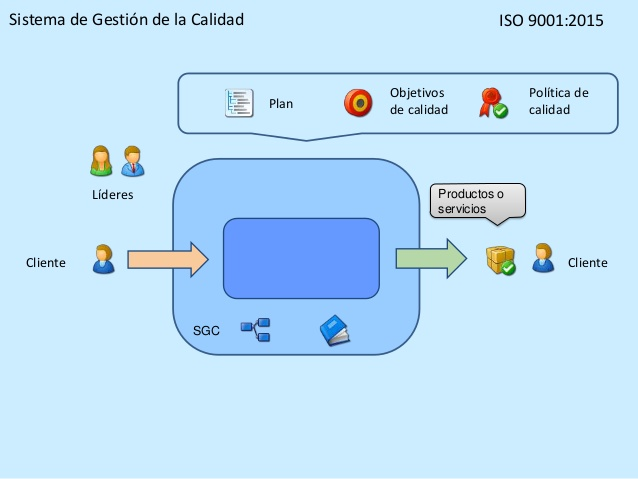 Sistema de Gestión de la Calidad
ISO 9001:2015
Plan
Objetivos
de calidad
Política de
calidad
Líderes
Productos o
servicios
Cliente
Cliente
SGC